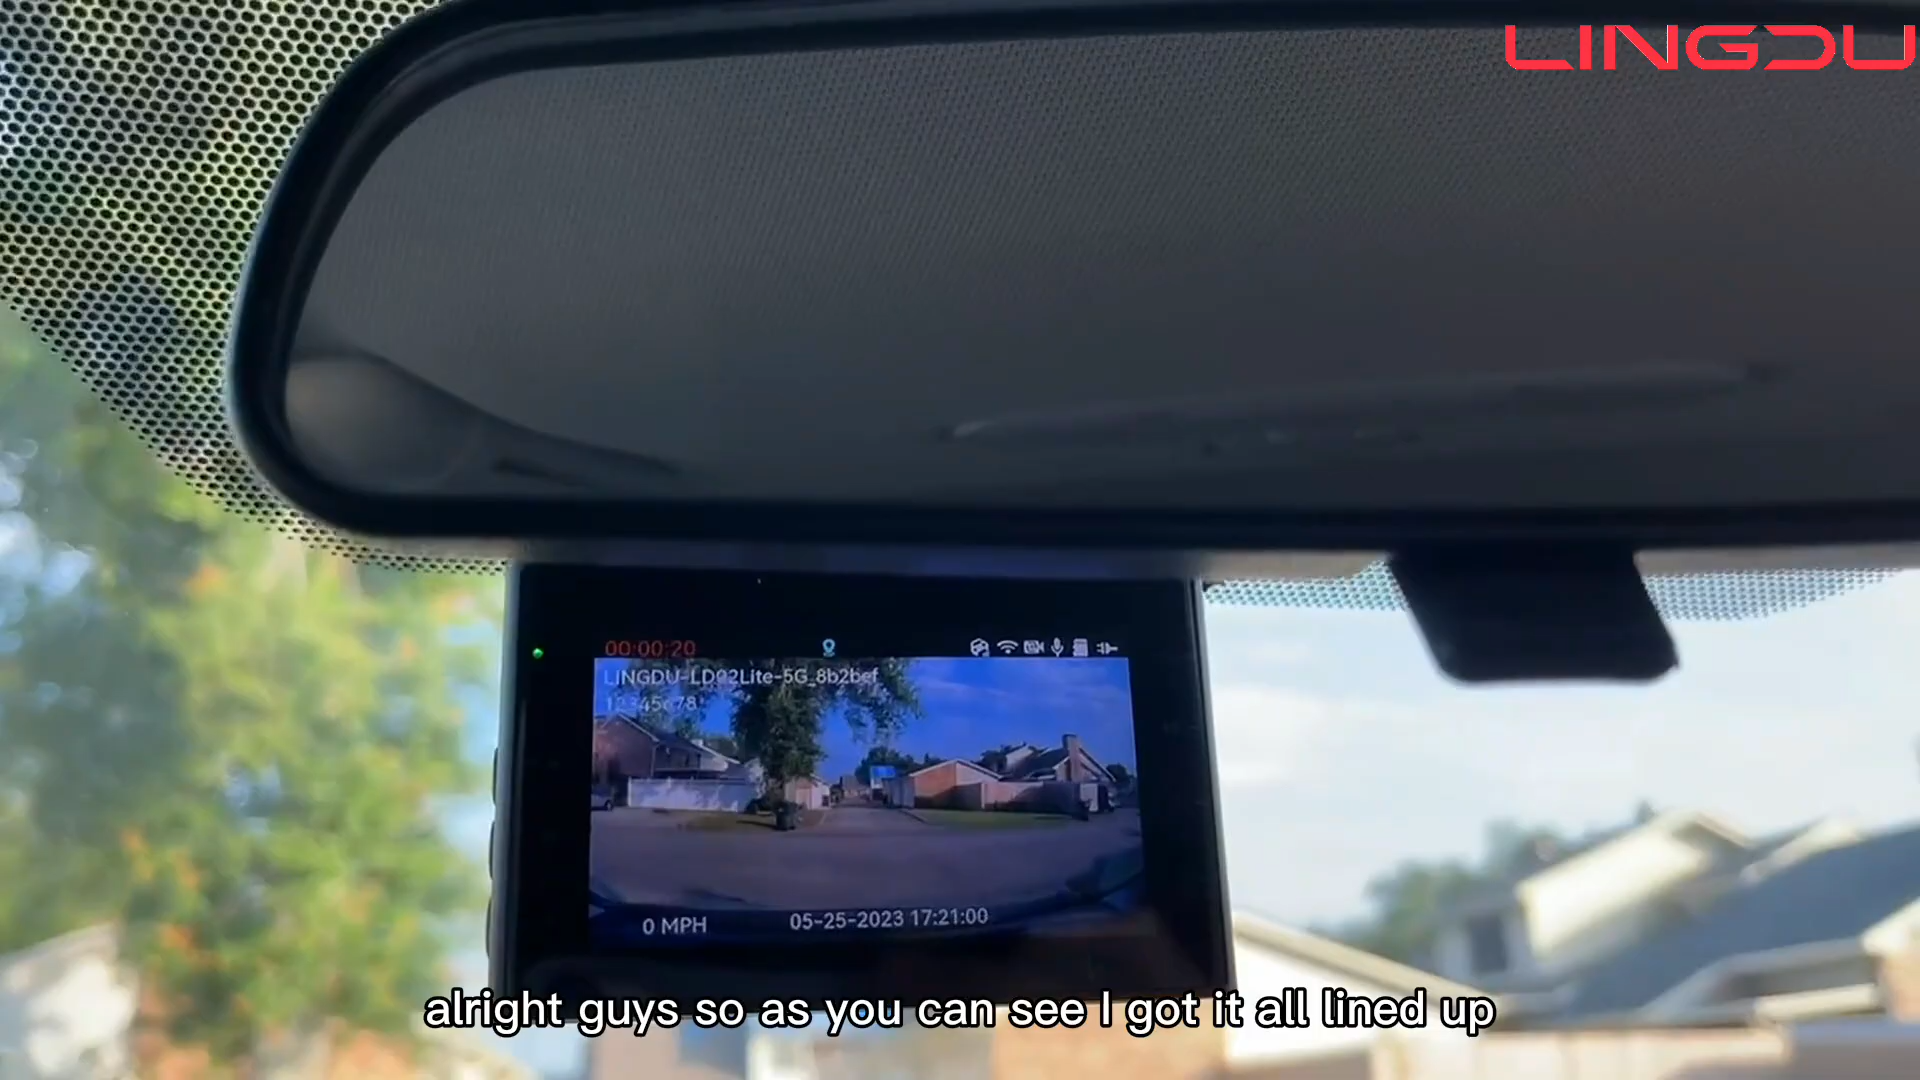 LINGDU
00:00:20
LINGDU-LD02Lite-5G_8b2bef
12345678
0 MPH
05-25-2023 17:21:00
alright guys so as you can see I got it all lined up